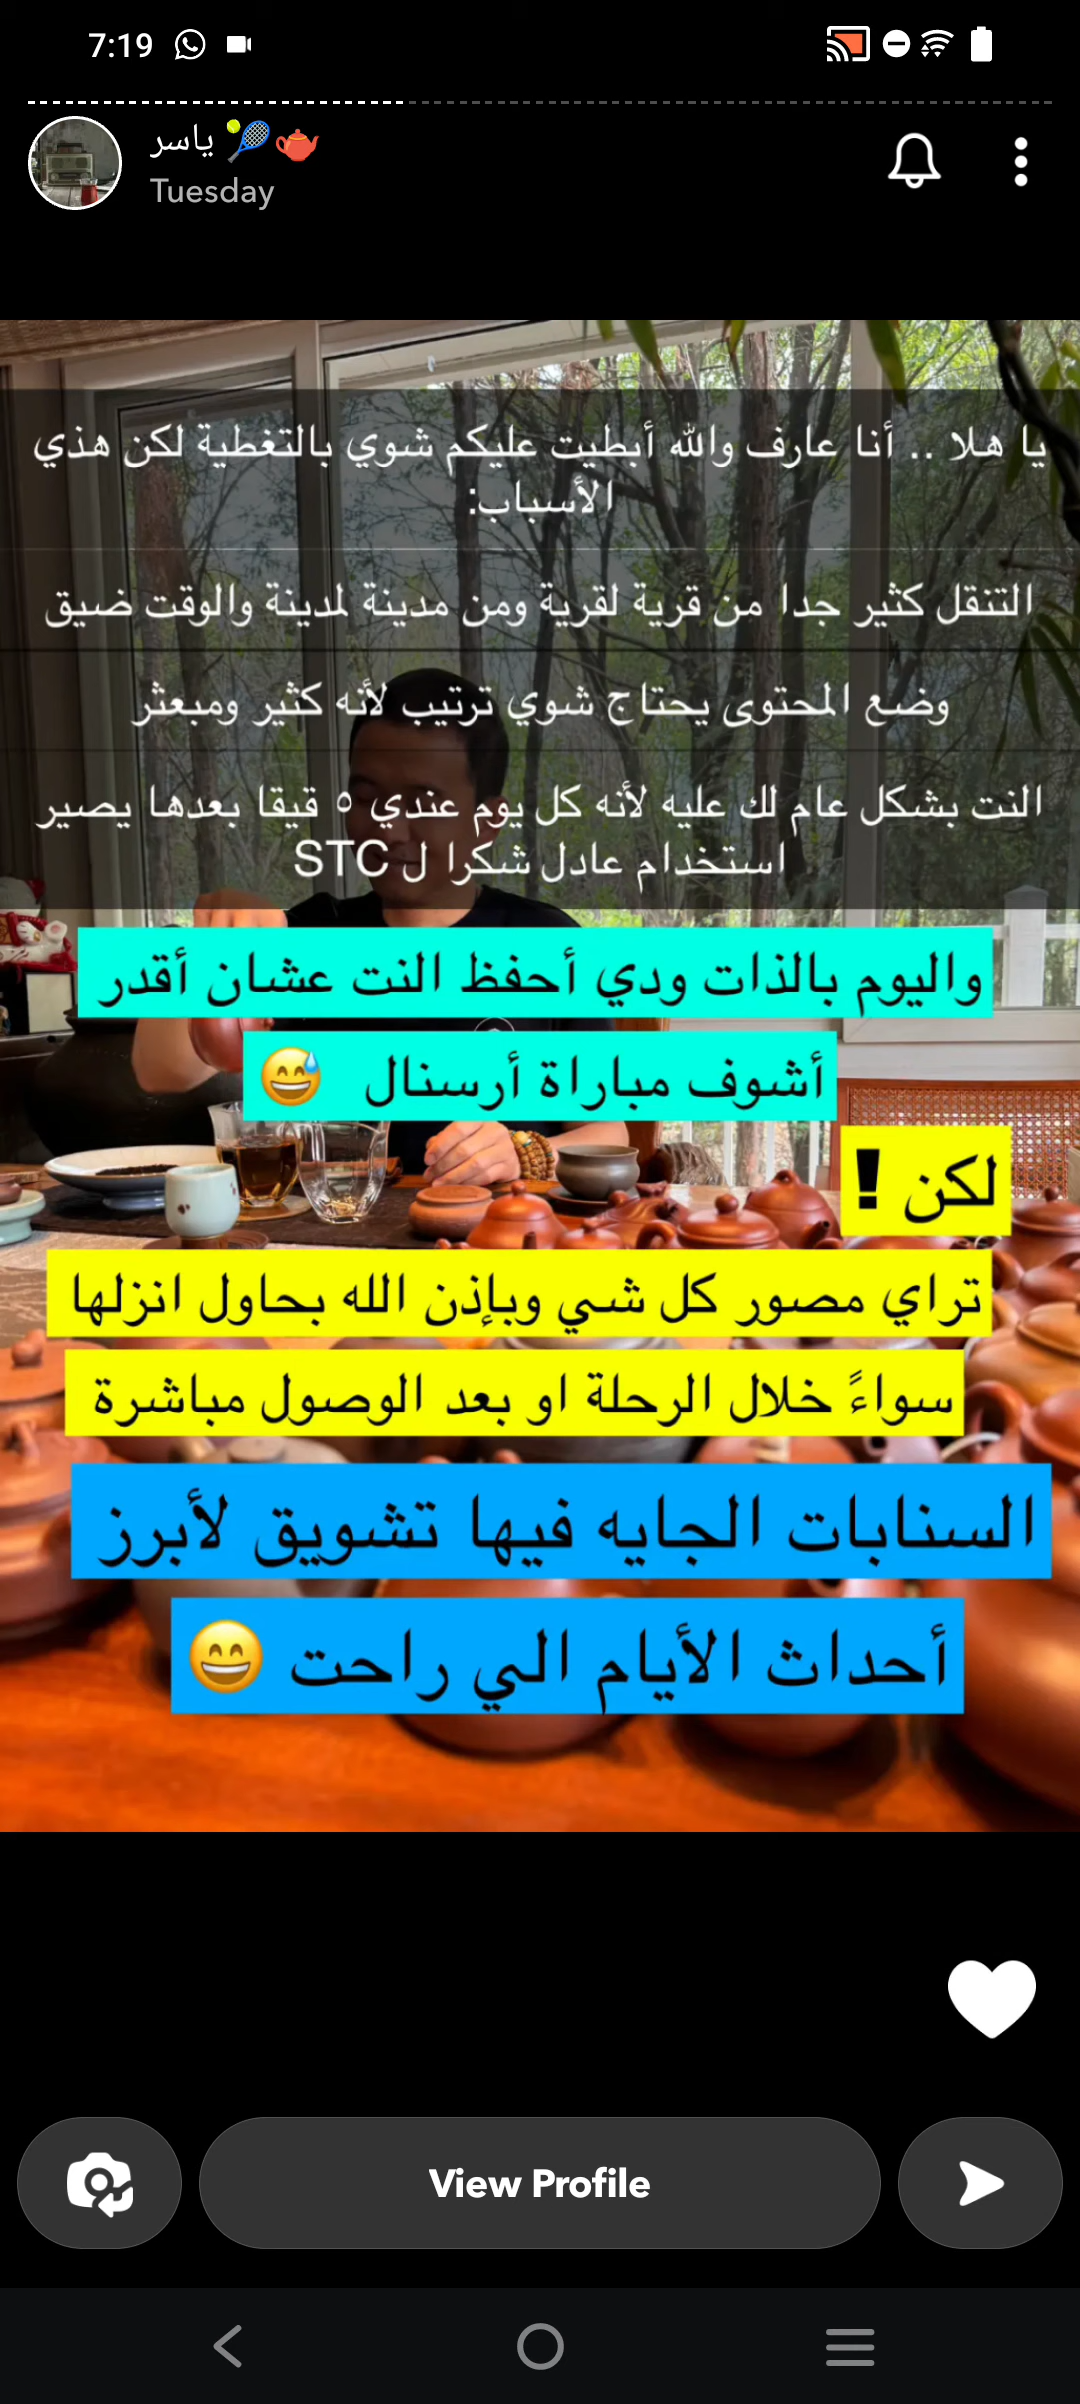 7:19
ياسر 🎾🫖
Tuesday
يا هلا .. أنا عارف والله أبطيت عليكم شوي بالتغطية لكن هذي
الأسباب:
التنقل كثير جدا من قرية لقرية ومن مدينة لمدينة والوقت ضيق
وضع المحتوى يحتاج شوي ترتيب لأنه كثير ومبعثر
النت بشكل عام لك عليه لأنه كل يوم عندي ٥ قيقا بعدها يصير
استخدام عادل شكرا ل STC
واليوم بالذات ودي أحفظ النت عشان أقدر
أشوف مباراة أرسنال 😅
لكن !
تراي مصور كل شي وبإذن الله بحاول انزلها
سواءً خلال الرحلة او بعد الوصول مباشرة
السنابات الجايه فيها تشويق لأبرز
أحداث الأيام الي راحت 😄
View Profile